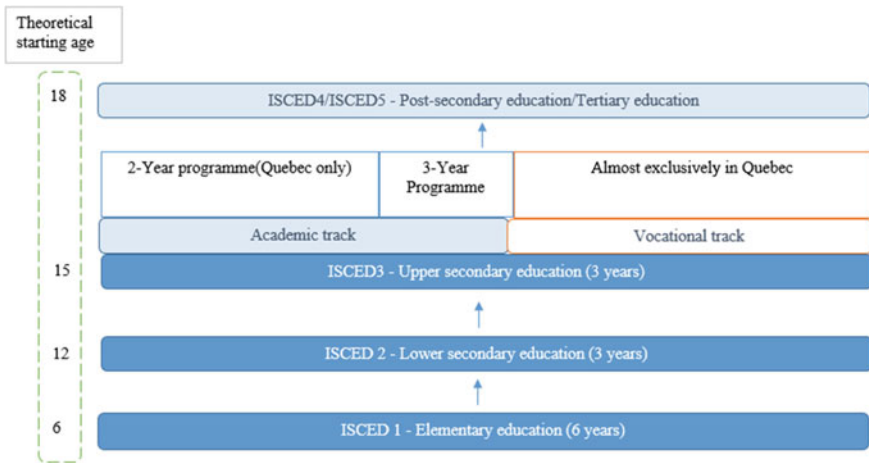 Theoretical
starting age
18
ISCED4/ISCED5 - Post-secondary education/Tertiary education
2-Year programme(Quebec only)
3-Year
Programme
Almost exclusively in Quebec
Academic track
Vocational track
15
ISCED3 - Upper secondary education (3 years)
12
ISCED 2 - Lower secondary education (3 years)
6
ISCED 1 - Elementary education (6 years)